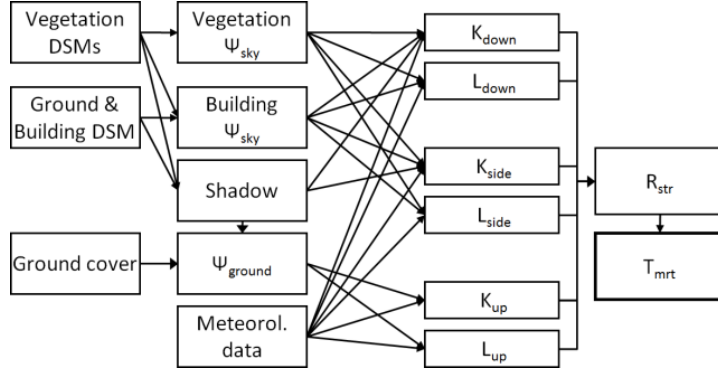 Vegetation
DSMs
Vegetation
Ψsky
Kdown
Ldown
Ground &
Building DSM
Building
Ψsky
Shadow
Kside
Lside
Rstr
Ground cover
Ψground
Tmrt
Meteorol.
data
Kup
Lup